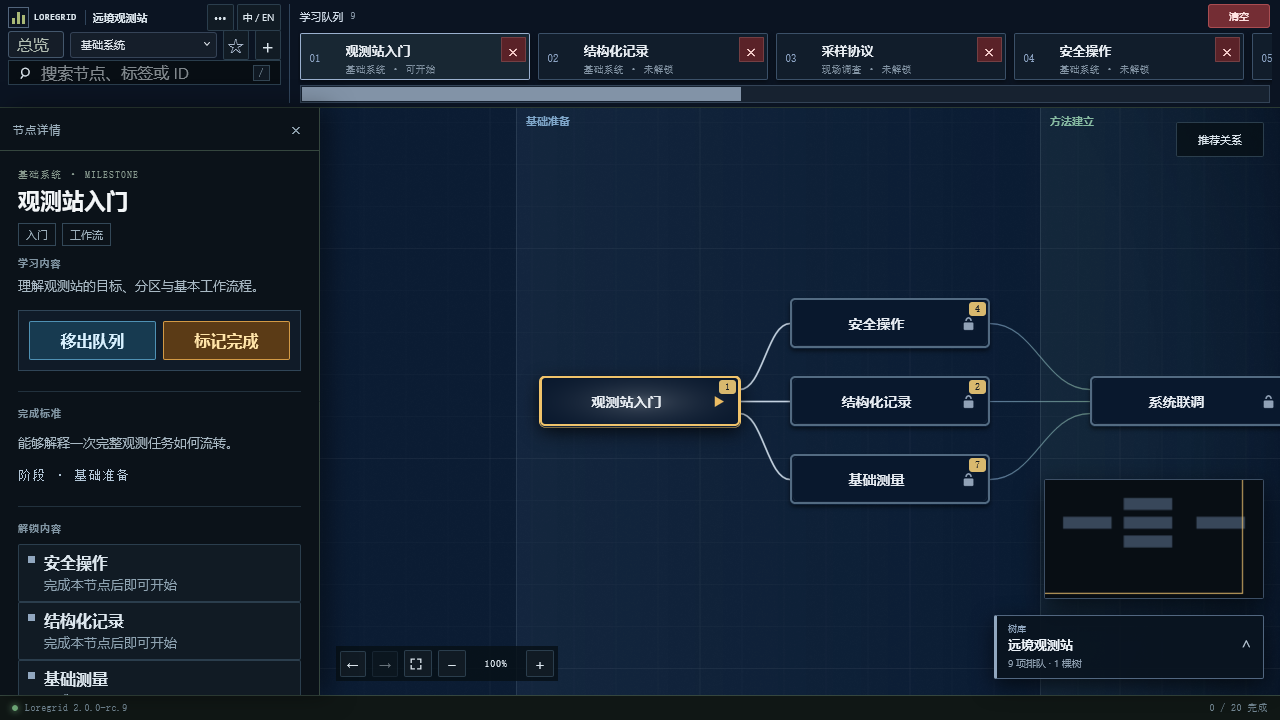 LOREGRID 远境观测站 ••• 中 / EN
总览 基础系统 ☆ +
搜索节点、标签或 ID /
学习队列 9 清空
01 观测站入门 ×
基础系统 • 可开始
02 结构化记录 ×
基础系统 • 未解锁
03 采样协议 ×
现场调查 • 未解锁
04 安全操作 ×
基础系统 • 未解锁
05
节点详情 ×
基础系统 • MILESTONE
观测站入门
入门 工作流
学习内容
理解观测站的目标、分区与基本工作流程。
移出队列 标记完成
完成标准
能够解释一次完整观测任务如何流转。
阶段 · 基础准备
解锁内容
安全操作
完成本节点后即可开始
结构化记录
完成本节点后即可开始
基础测量
基础准备
方法建立
推荐关系
安全操作 4
观测站入门 1
结构化记录 2
系统联调
基础测量 7
← → − 100% +
树库
远境观测站
9 项排队 · 1 棵树
Loregrid 2.0.0-rc.9
0 / 20 完成